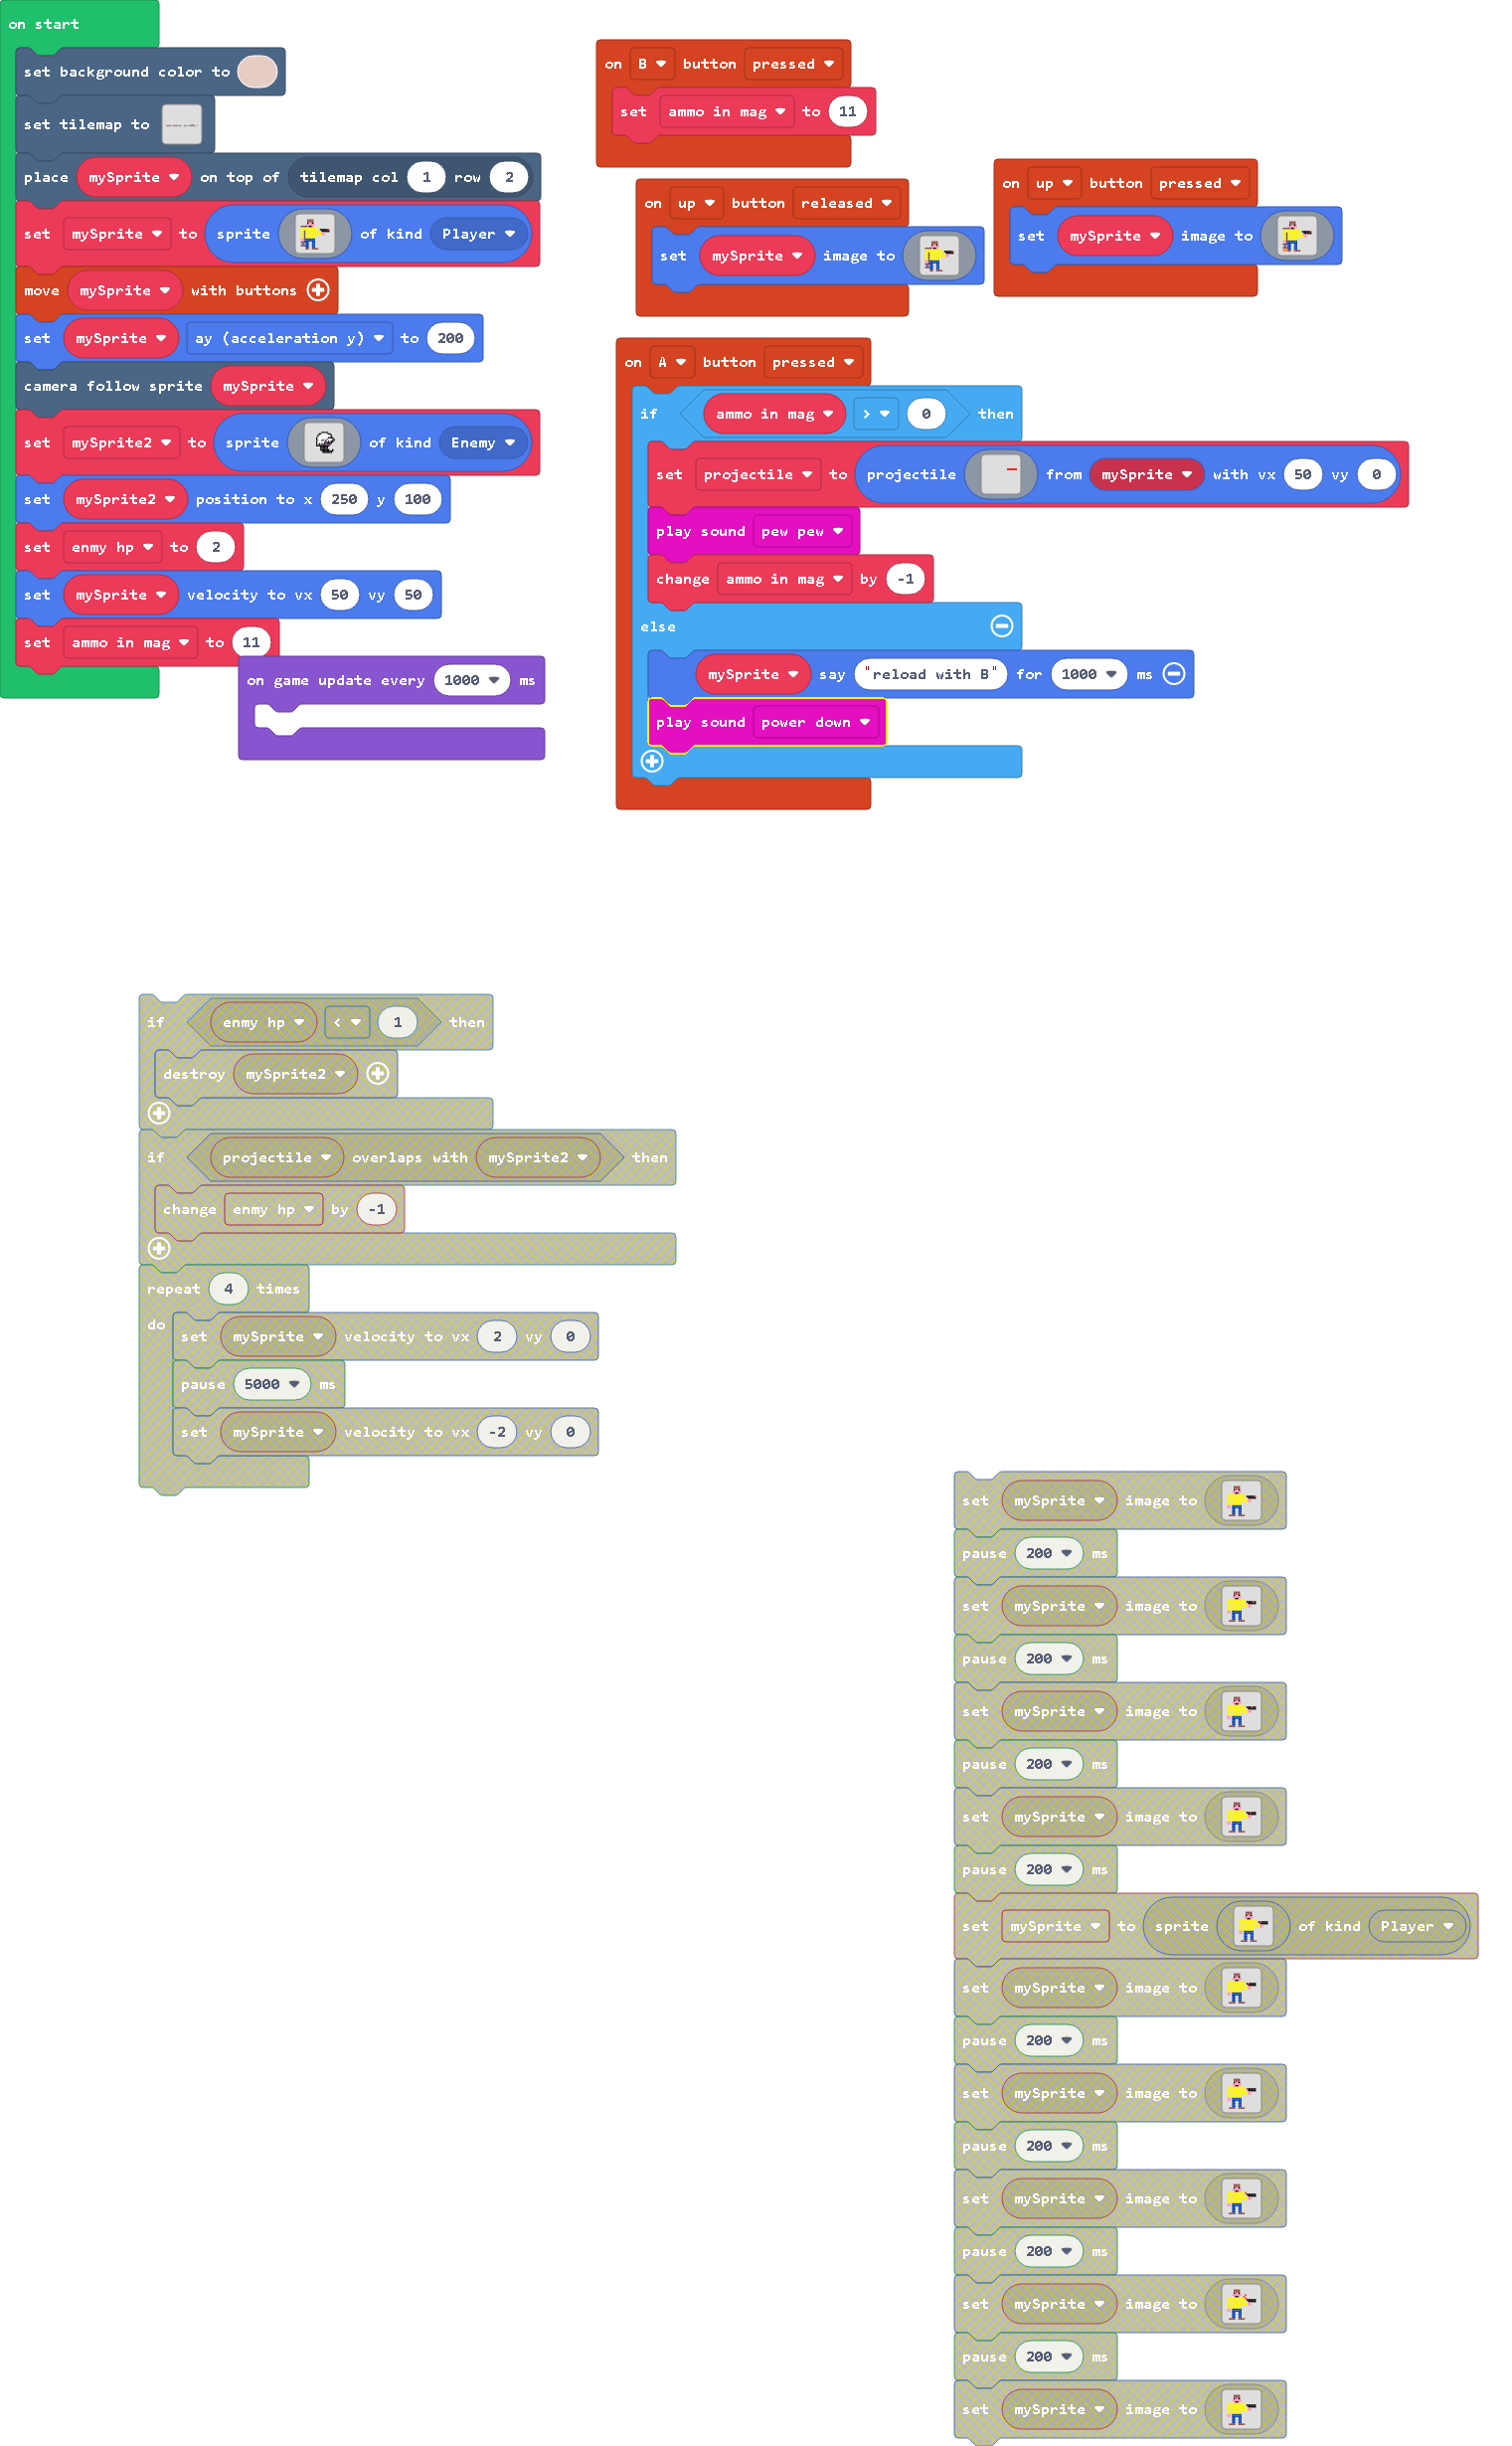 on start
set background color to
set tilemap to
place mySprite on top of tilemap col 1 row 2
set mySprite to sprite of kind Player
move mySprite with buttons
set mySprite ay (acceleration y) to 200
camera follow sprite mySprite
set mySprite2 to sprite of kind Enemy
set mySprite2 position to x 250 y 100
set enmy hp to 2
set mySprite velocity to vx 50 vy 50
set ammo in mag to 11
on game update every 1000 ms
on B button pressed
set ammo in mag to 11
on up button released
set mySprite image to
on up button pressed
set mySprite image to
on A button pressed
if ammo in mag > 0 then
set projectile to projectile from mySprite with vx 50 vy 0
play sound pew pew
change ammo in mag by -1
else
mySprite say "reload with B" for 1000 ms
play sound power down
if enmy hp < 1 then
destroy mySprite2
if projectile overlaps with mySprite2 then
change enmy hp by -1
repeat 4 times
do
set mySprite velocity to vx 2 vy 0
pause 5000 ms
set mySprite velocity to vx -2 vy 0
set mySprite image to
pause 200 ms
set mySprite image to
pause 200 ms
set mySprite image to
pause 200 ms
set mySprite image to
pause 200 ms
set mySprite to sprite of kind Player
set mySprite image to
pause 200 ms
set mySprite image to
pause 200 ms
set mySprite image to
pause 200 ms
set mySprite image to
pause 200 ms
set mySprite image to